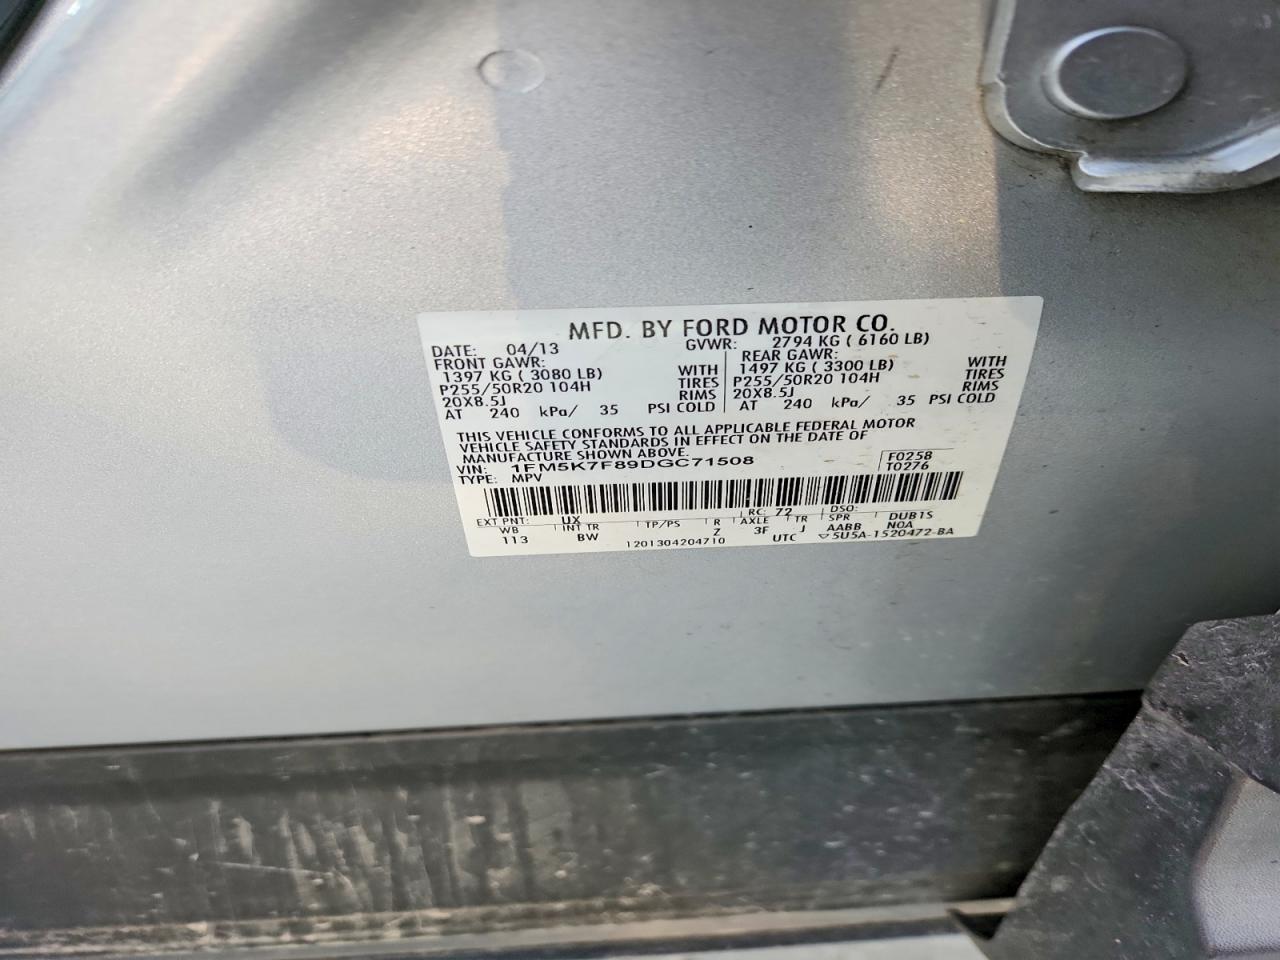 MFD. BY FORD MOTOR CO.
DATE: 04/13 GVWR: 2794 KG ( 6160 LB)
FRONT GAWR: REAR GAWR:
1397 KG ( 3080 LB) WITH 1497 KG ( 3300 LB) WITH
P255/50R20 104H TIRES P255/50R20 104H TIRES
20X8.5J RIMS 20X8.5J RIMS
AT 240 kPa/ 35 PSI COLD AT 240 kPa/ 35 PSI COLD
THIS VEHICLE CONFORMS TO ALL APPLICABLE FEDERAL MOTOR
VEHICLE SAFETY STANDARDS IN EFFECT ON THE DATE OF
MANUFACTURE SHOWN ABOVE.
VIN: 1FM5K7F89DGC71508 F0258
TYPE: MPV T0276
EXT PNT: UX RC: 72 DSO:
WB INT TR TP/PS R AXLE TR SPR DUB1S
113 BW Z 3F J AABB NOA
1201304204710 UTC ▽5U5A-1520472-BA